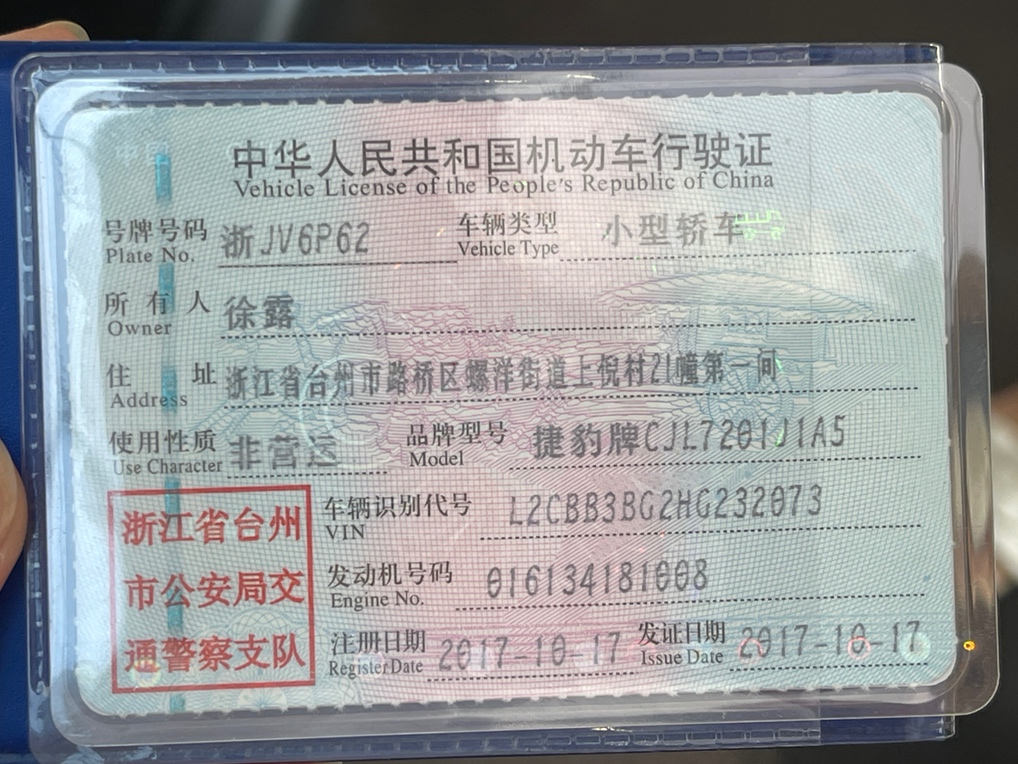 中华人民共和国机动车行驶证
Vehicle License of the People's Republic of China
号牌号码 浙JV6P62 车辆类型 小型轿车
Plate No. Vehicle Type
所有人 徐露
Owner
住址 浙江省台州市路桥区螺洋街道上倪村21幢第一间
Address
使用性质 非营运 品牌型号 捷豹牌CJL7201J1A5
Use Character Model
浙江省台州
市公安局交
通警察支队
车辆识别代号 L2CBB3BG2HG232073
VIN
发动机号码 016134181008
Engine No.
注册日期 2017-10-17 发证日期 2017-10-17
Register Date Issue Date